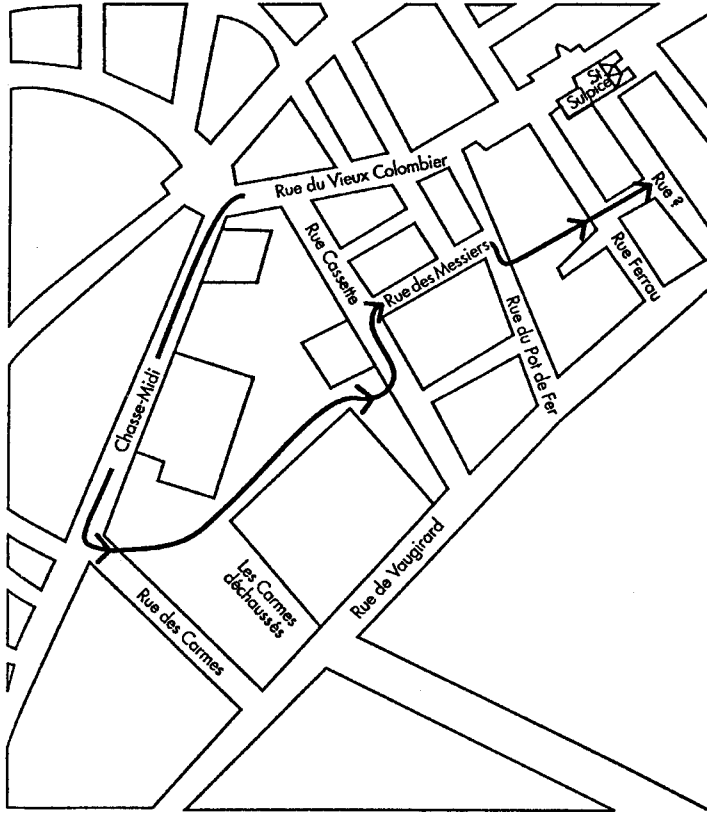 St
Sulpice
Rue du Vieux Colombier
Rue ?
Rue Cassette
Rue des Messiers
Rue Ferrau
Rue du Pot de Fer
Chasse-Midi
Les Carmes
déchaussés
Rue de Vaugirard
Rue des Carmes